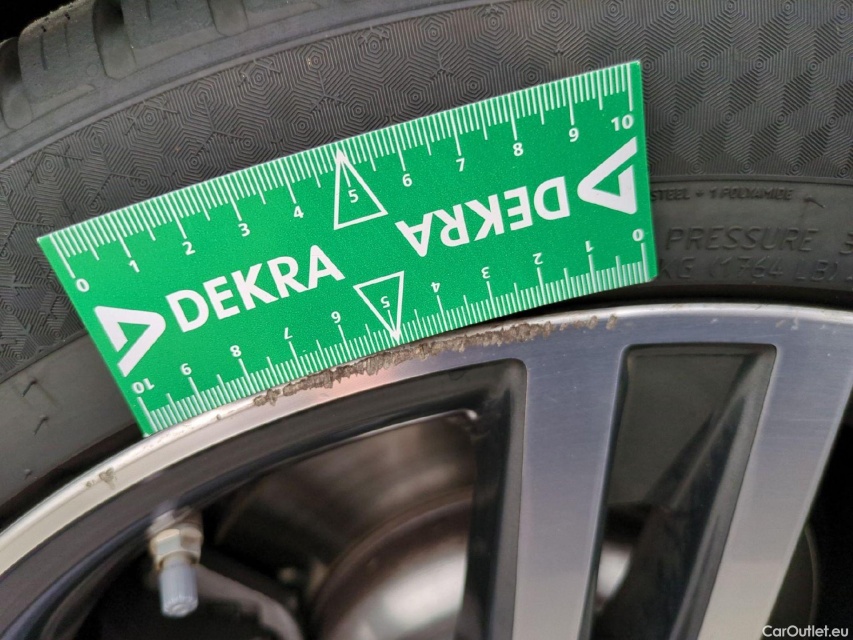 0 1 2 3 4 5 6 7 8 9 10
DEKRA
DEKRA
10 9 8 7 6 5 4 3 2 1 0
STEEL + 1 POLYAMIDE
PRESSURE
KG (1764 LB)
CarOutlet.eu